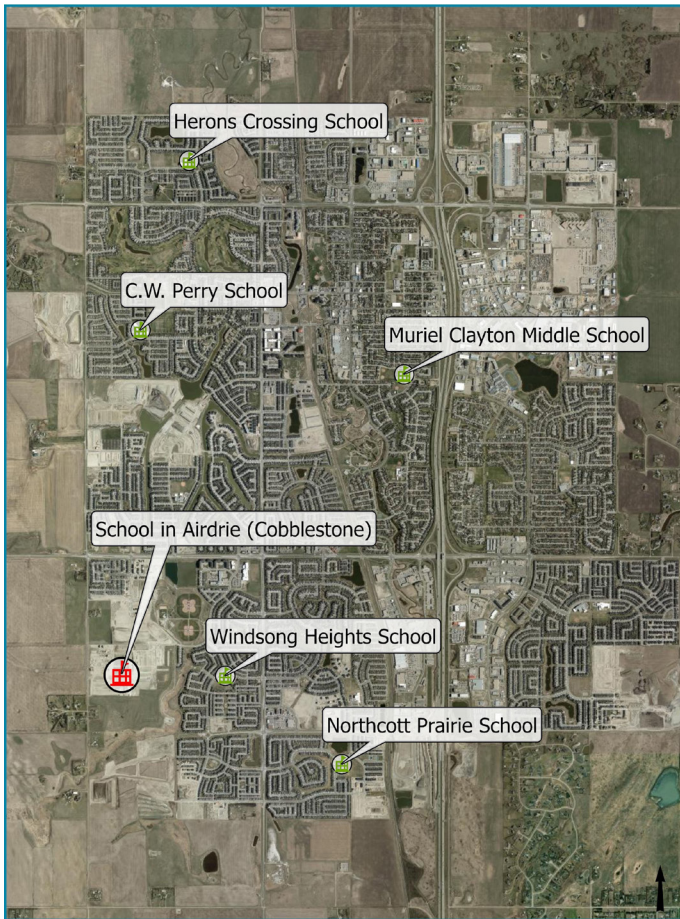 Herons Crossing School
C.W. Perry School
Muriel Clayton Middle School
School in Airdrie (Cobblestone)
Windsong Heights School
Northcott Prairie School